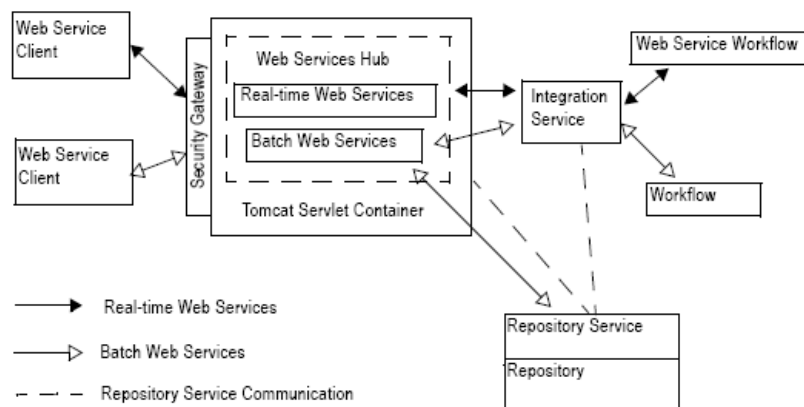 Web Service
Client
Web Service
Client
Security Gateway
Web Services Hub
Real-time Web Services
Batch Web Services
Tomcat Servlet Container
Integration
Service
Web Service Workflow
Workflow
Repository Service
Repository
Real-time Web Services
Batch Web Services
Repository Service Communication